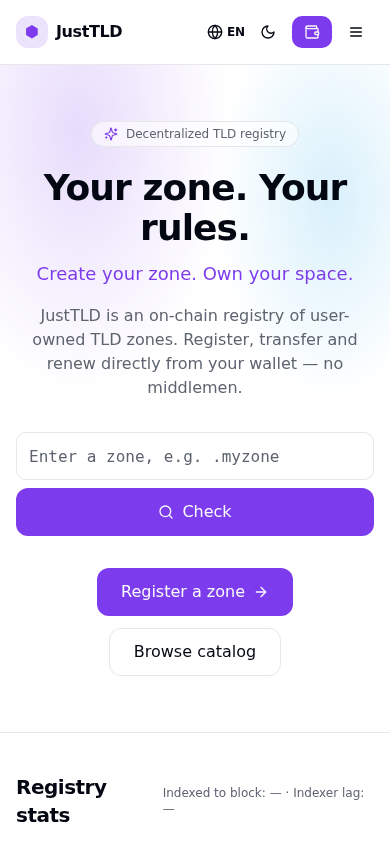 JustTLD
EN
Decentralized TLD registry
Your zone. Your
rules.
Create your zone. Own your space.
JustTLD is an on-chain registry of user-
owned TLD zones. Register, transfer and
renew directly from your wallet — no
middlemen.
Enter a zone, e.g. .myzone
Check
Register a zone
Browse catalog
Registry
stats
Indexed to block: — · Indexer lag:
—